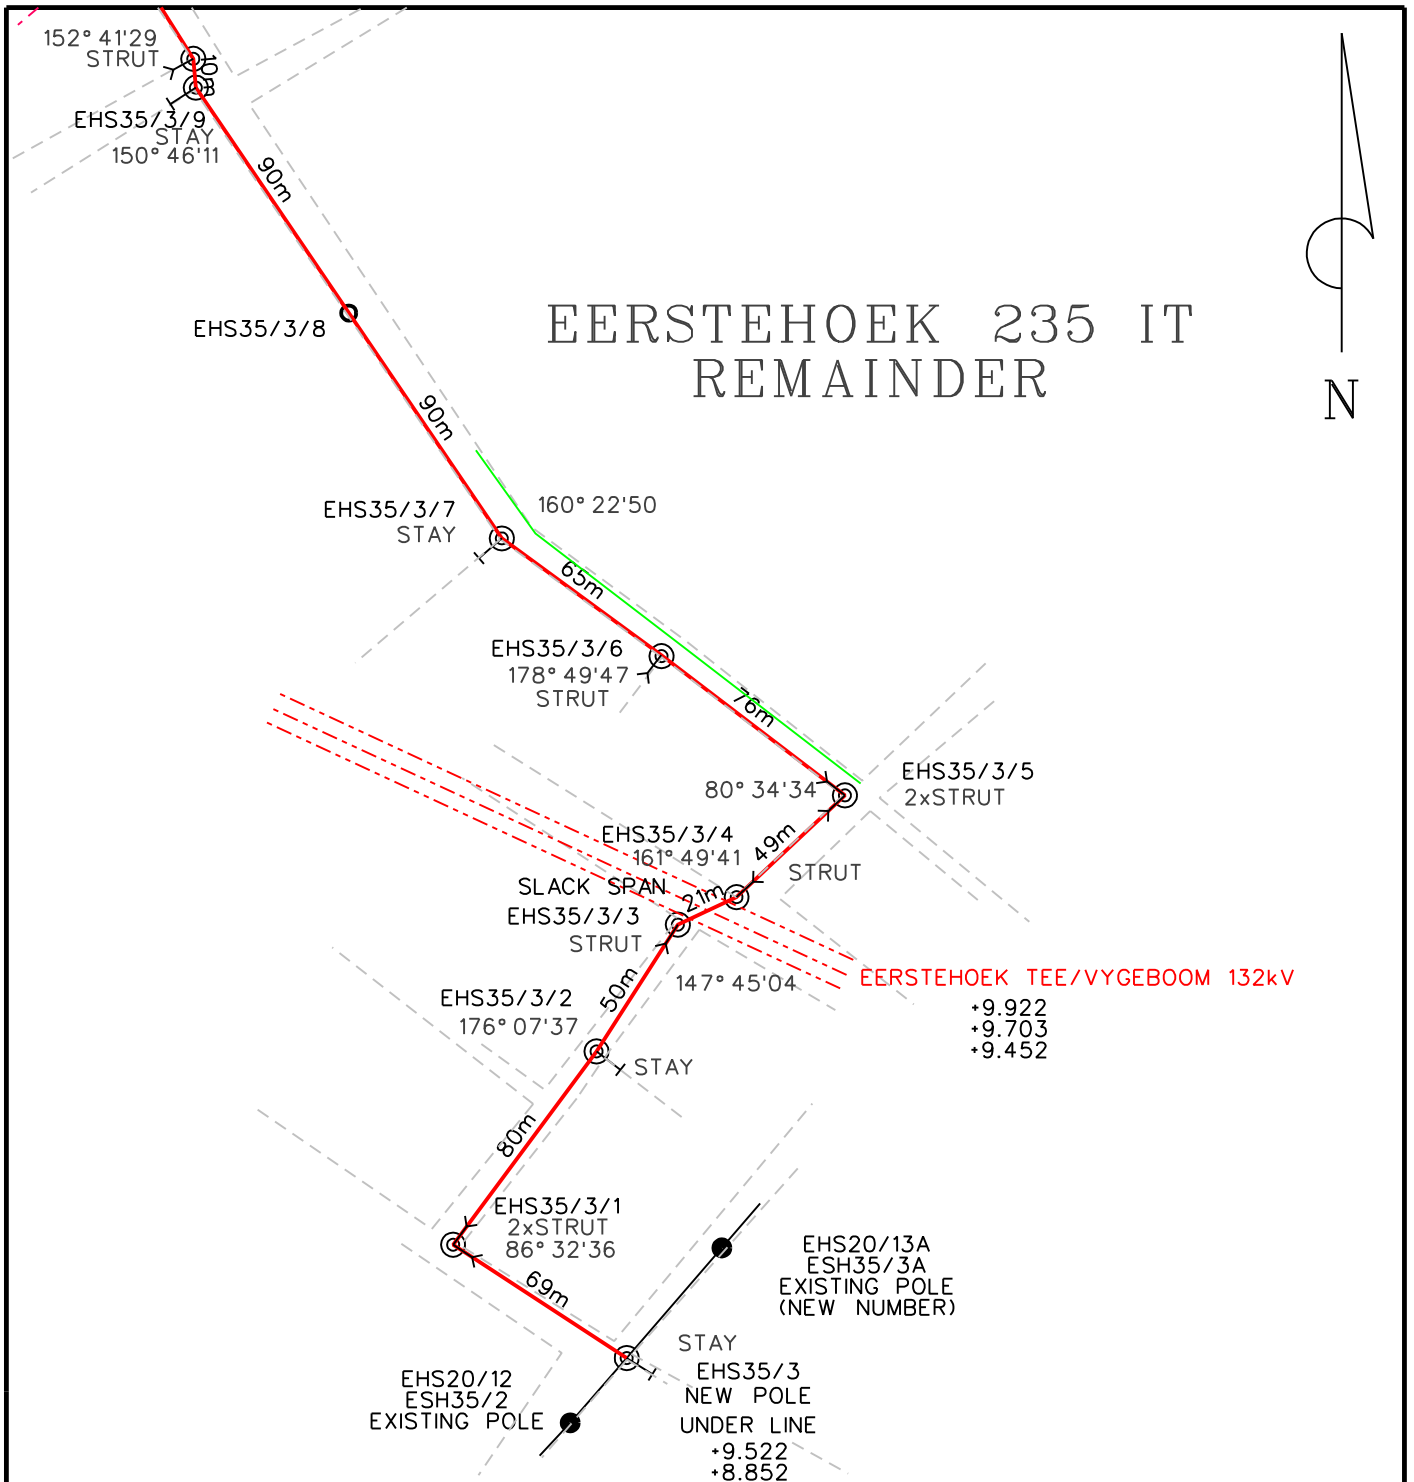 152° 41'29
STRUT
10m
EHS35/3/9
STAY
150° 46'11
90m
EHS35/3/8
EERSTEHOEK 235 IT
REMAINDER
N
90m
EHS35/3/7
STAY
160° 22'50
65m
EHS35/3/6
178° 49'47
STRUT
76m
EHS35/3/5
2xSTRUT
80° 34'34
EHS35/3/4
161° 49'41
49m
STRUT
SLACK SPAN
21m
EHS35/3/3
STRUT
147° 45'04
EERSTEHOEK TEE/VYGEBOOM 132kV
+9.922
+9.703
+9.452
50m
EHS35/3/2
176° 07'37
STAY
80m
EHS35/3/1
2xSTRUT
86° 32'36
69m
EHS20/13A
ESH35/3A
EXISTING POLE
(NEW NUMBER)
STAY
EHS35/3
NEW POLE
UNDER LINE
+9.522
+8.852
EHS20/12
ESH35/2
EXISTING POLE